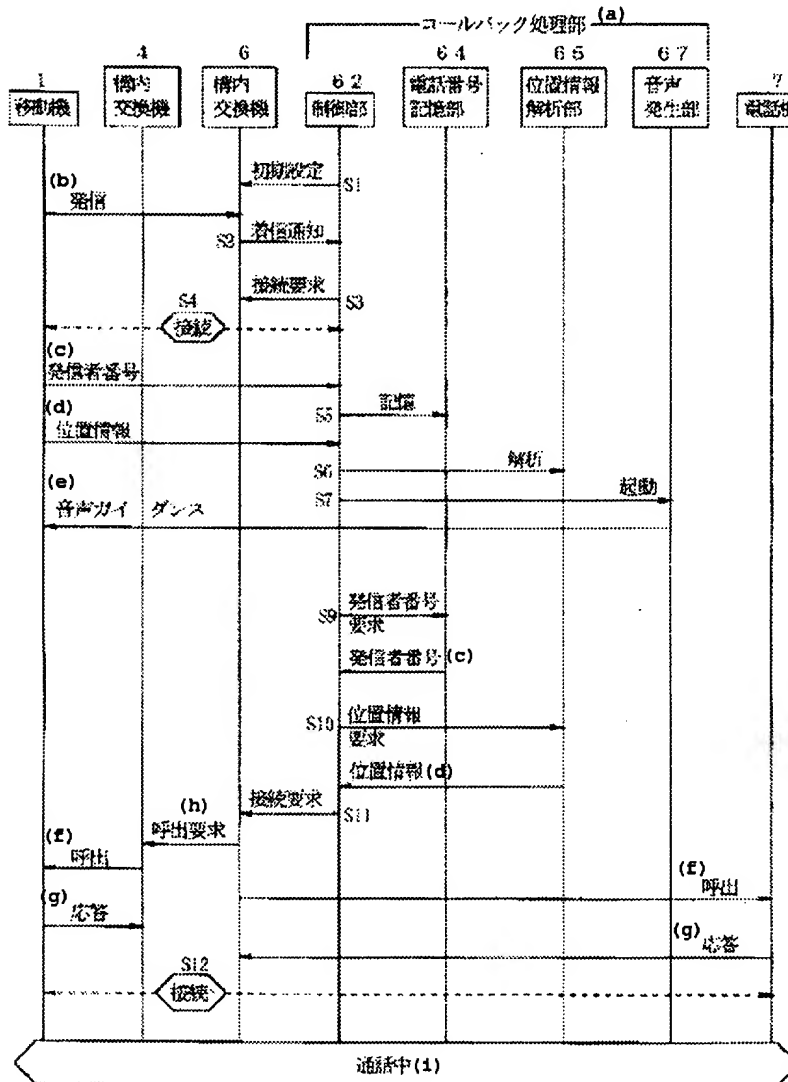 コールバック処理部 (a)
1 4 6 62 64 65 67 7
移動機 構内交換機 構内交換機 制御部 電話番号記憶部 位置情報解析部 音声発生部 電話機
初期設定 S1
(b)
発信
S2 着信通知
接続要求 S3
S4
接続
(c)
発信者番号
S5 記憶
(d)
位置情報
S6 解析
S7 起動
(e)
音声ガイダンス
S9 発信者番号
要求
発信者番号 (c)
S10 位置情報
要求
位置情報 (d)
接続要求 S11
(h)
呼出要求
(f)
呼出
(f)
呼出
(g)
応答
(g)
応答
S12
接続
通話中 (i)